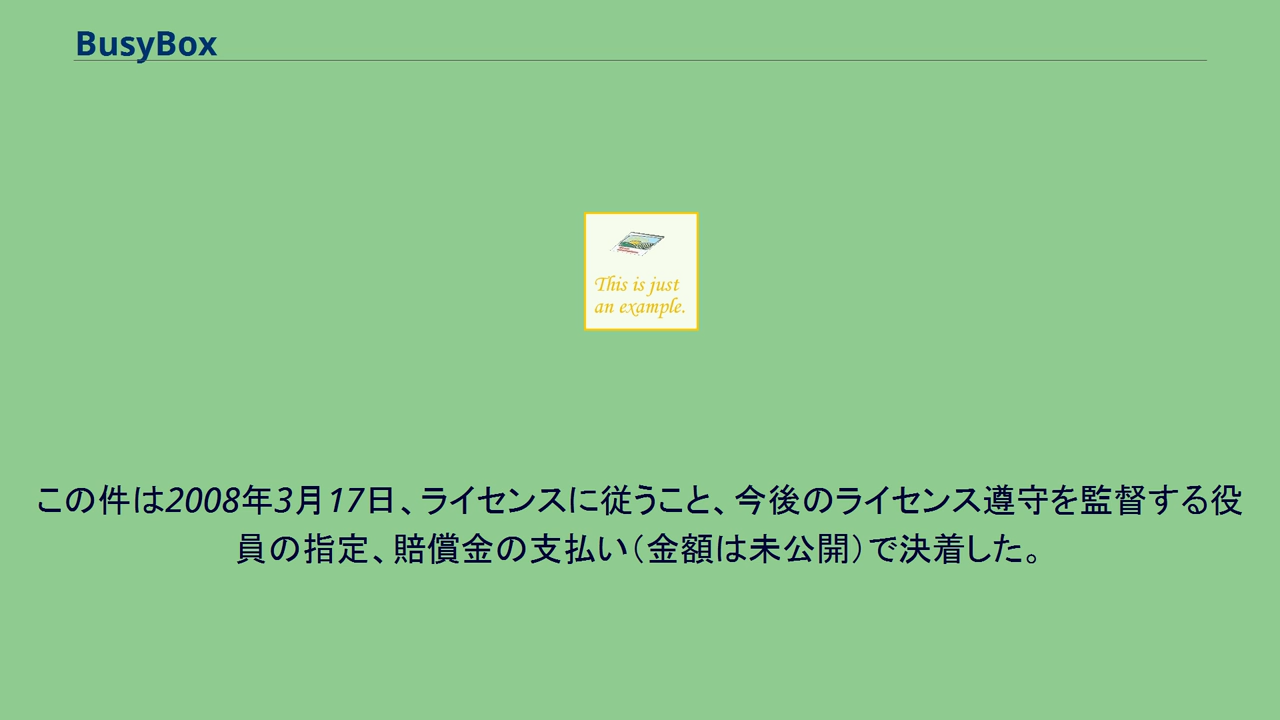 BusyBox
This is just
an example.
この件は2008年3月17日、ライセンスに従うこと、今後のライセンス遵守を監督する役
員の指定、賠償金の支払い（金額は未公開）で決着した。